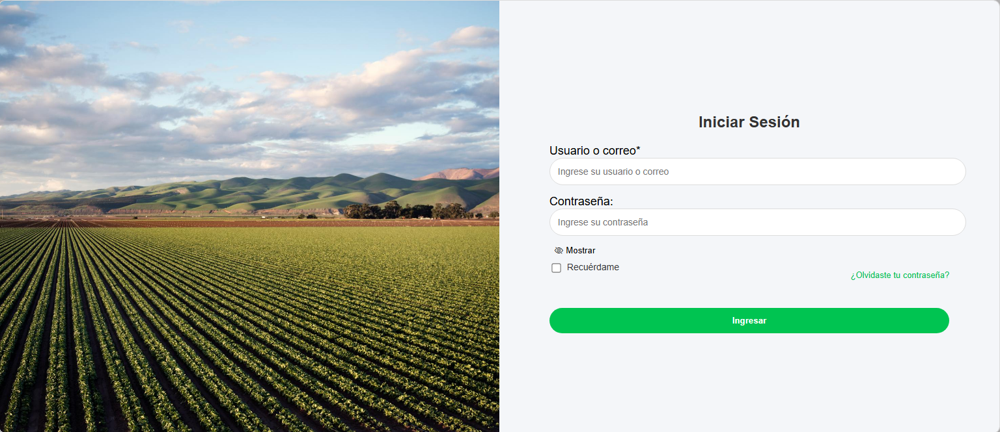 Iniciar Sesión
Usuario o correo*
Ingrese su usuario o correo
Contraseña:
Ingrese su contraseña
Mostrar
Recuérdame
¿Olvidaste tu contraseña?
Ingresar